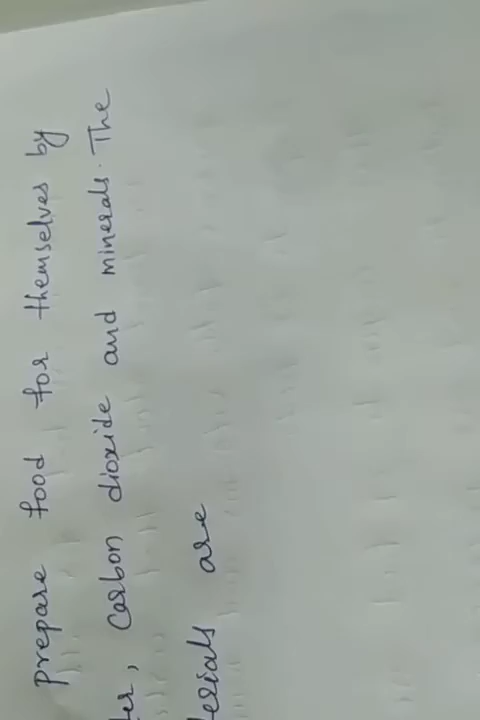 prepare food for themselves by
carbon dioxide and minerals. The
are